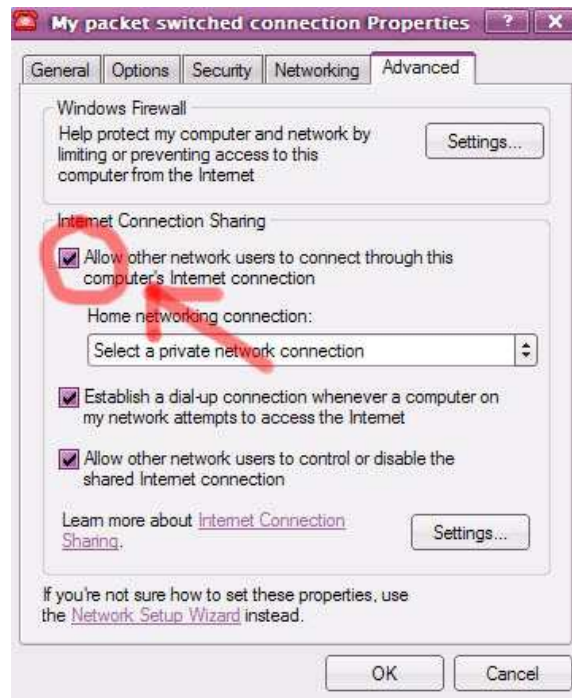 My packet switched connection Properties ? X
General Options Security Networking Advanced
Windows Firewall
Help protect my computer and network by
limiting or preventing access to this
computer from the Internet
Settings...
Internet Connection Sharing
Allow other network users to connect through this
computer's Internet connection
Home networking connection:
Select a private network connection
Establish a dial-up connection whenever a computer on
my network attempts to access the Internet
Allow other network users to control or disable the
shared Internet connection
Learn more about Internet Connection
Sharing.
Settings...
If you're not sure how to set these properties, use
the Network Setup Wizard instead.
OK Cancel